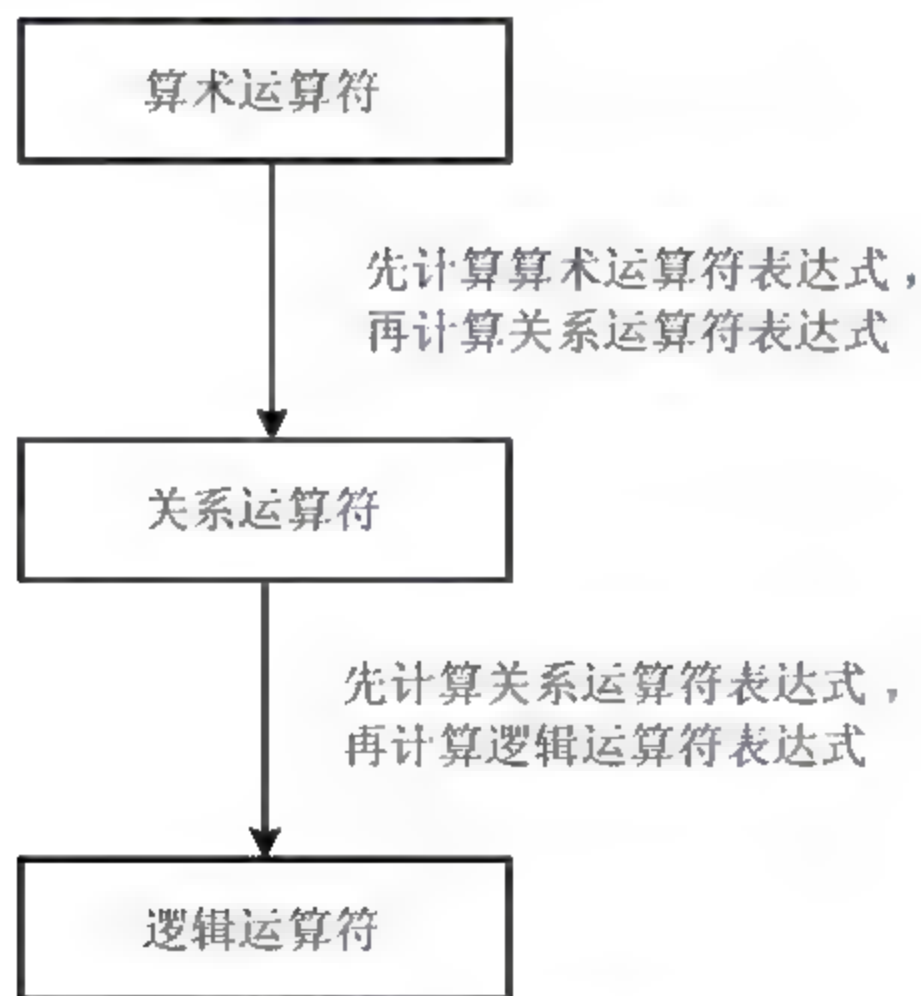 算术运算符
先计算算术运算符表达式，
再计算关系运算符表达式
关系运算符
先计算关系运算符表达式，
再计算逻辑运算符表达式
逻辑运算符